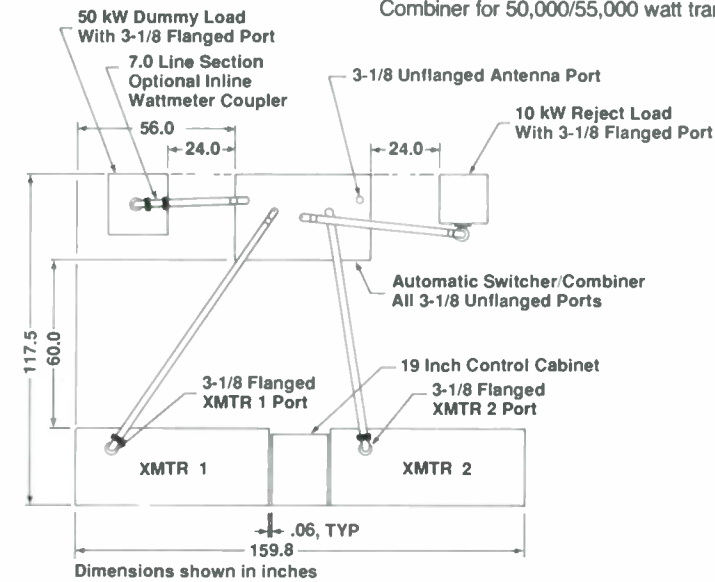 Combiner for 50,000/55,000 watt
50 kW Dummy Load
With 3-1/8 Flanged Port
7.0 Line Section
Optional Inline
Wattmeter Coupler
56.0
24.0
3-1/8 Unflanged Antenna Port
24.0
10 kW Reject Load
With 3-1/8 Flanged Port
Automatic Switcher/Combiner
All 3-1/8 Unflanged Ports
117.5
60.0
19 Inch Control Cabinet
3-1/8 Flanged
XMTR 1 Port
3-1/8 Flanged
XMTR 2 Port
XMTR 1
XMTR 2
.06, TYP
159.8
Dimensions shown in inches